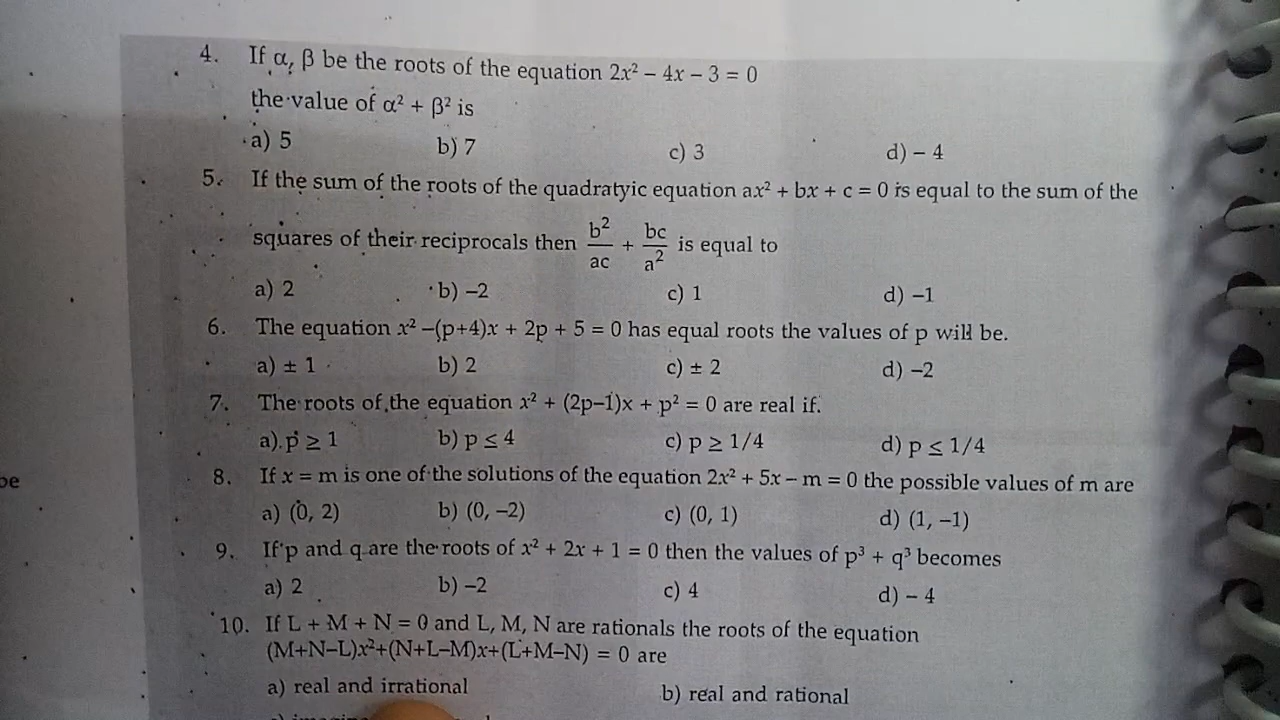 4. If α, β be the roots of the equation 2x² – 4x – 3 = 0
the value of α² + β² is
a) 5 b) 7 c) 3 d) – 4
5. If the sum of the roots of the quadratyic equation ax² + bx + c = 0 is equal to the sum of the
squares of their reciprocals then b²/ac + bc/a² is equal to
a) 2 b) –2 c) 1 d) –1
6. The equation x² –(p+4)x + 2p + 5 = 0 has equal roots the values of p will be.
a) ± 1 b) 2 c) ± 2 d) –2
7. The roots of the equation x² + (2p–1)x + p² = 0 are real if.
a) p ≥ 1 b) p ≤ 4 c) p ≥ 1/4 d) p ≤ 1/4
8. If x = m is one of the solutions of the equation 2x² + 5x – m = 0 the possible values of m are
a) (0, 2) b) (0, –2) c) (0, 1) d) (1, –1)
9. If p and q are the roots of x² + 2x + 1 = 0 then the values of p³ + q³ becomes
a) 2 b) –2 c) 4 d) – 4
10. If L + M + N = 0 and L, M, N are rationals the roots of the equation
(M+N–L)x²+(N+L–M)x+(L+M–N) = 0 are
a) real and irrational b) real and rational